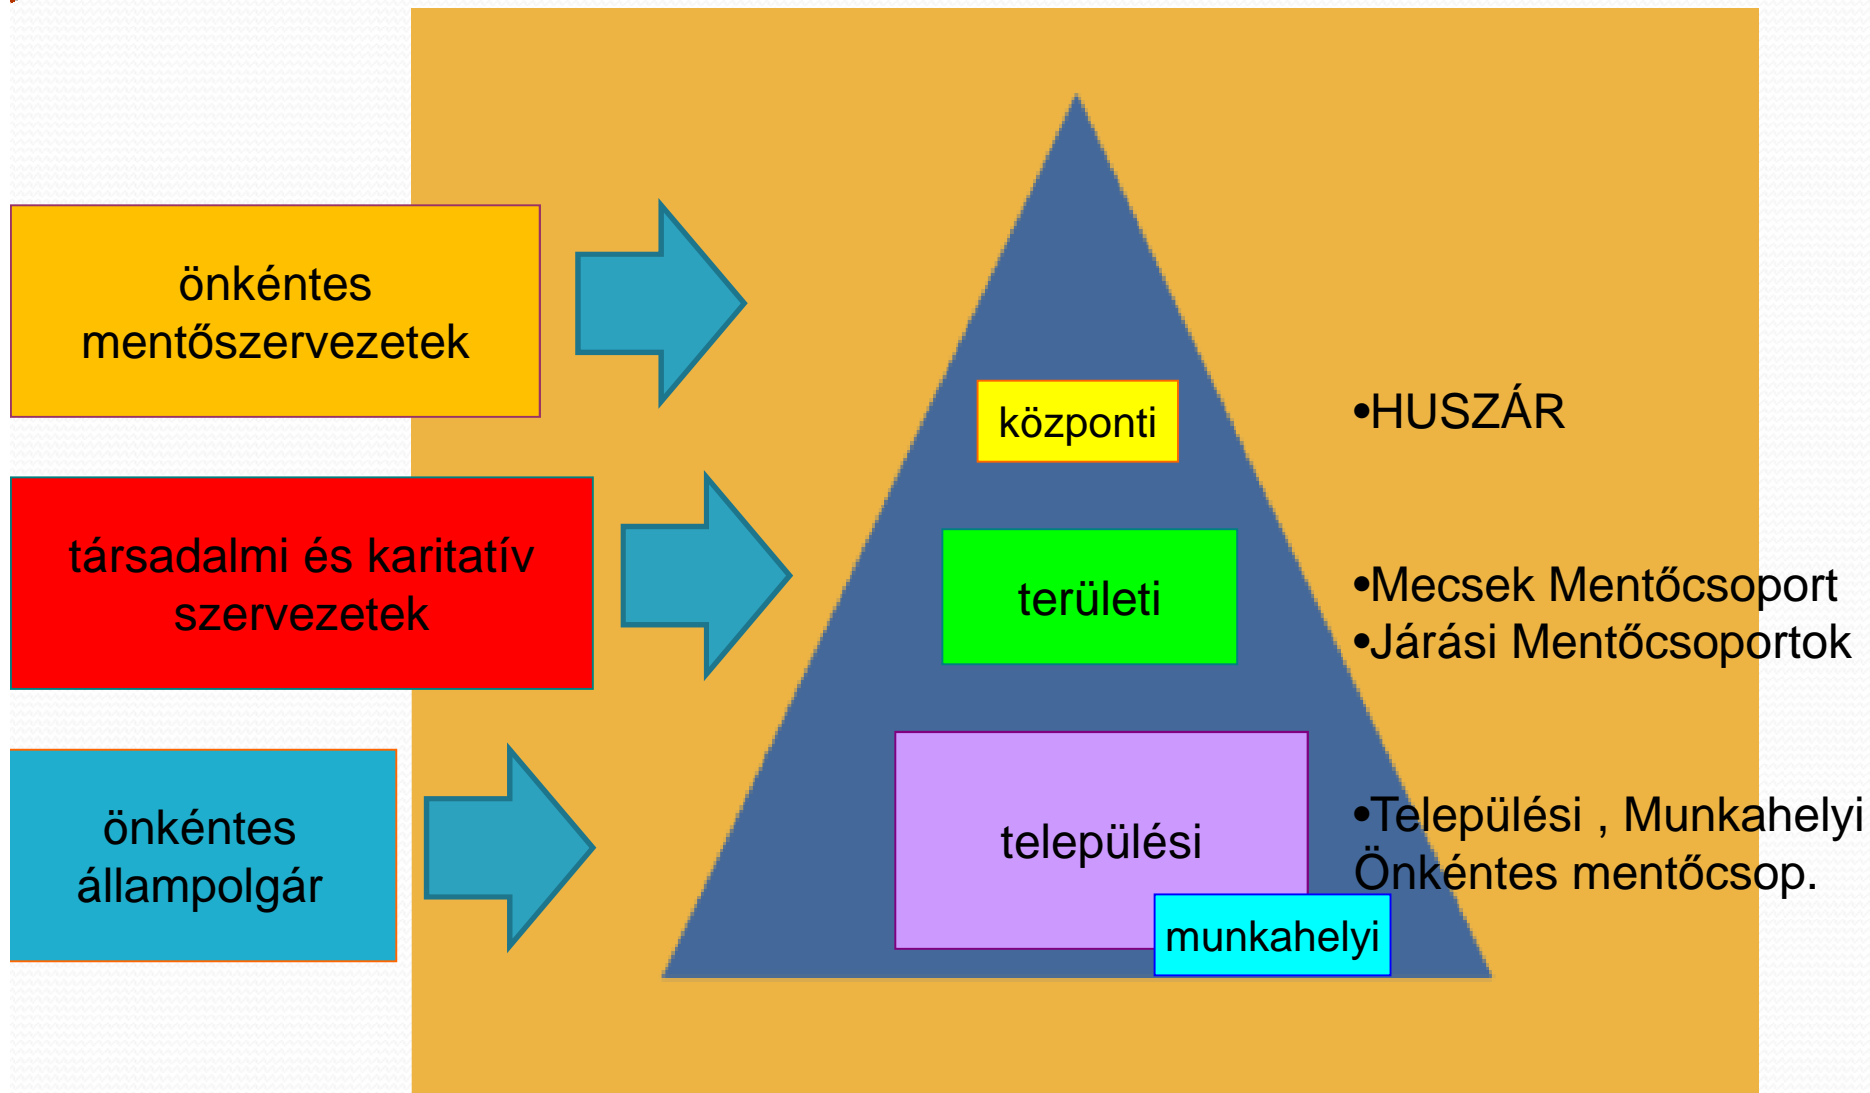 önkéntes
mentőszervezetek
központi
•HUSZÁR
társadalmi és karitatív
szervezetek
területi
•Mecsek Mentőcsoport
•Járási Mentőcsoportok
önkéntes
állampolgár
települési
munkahelyi
•Települési , Munkahelyi
Önkéntes mentőcsop.